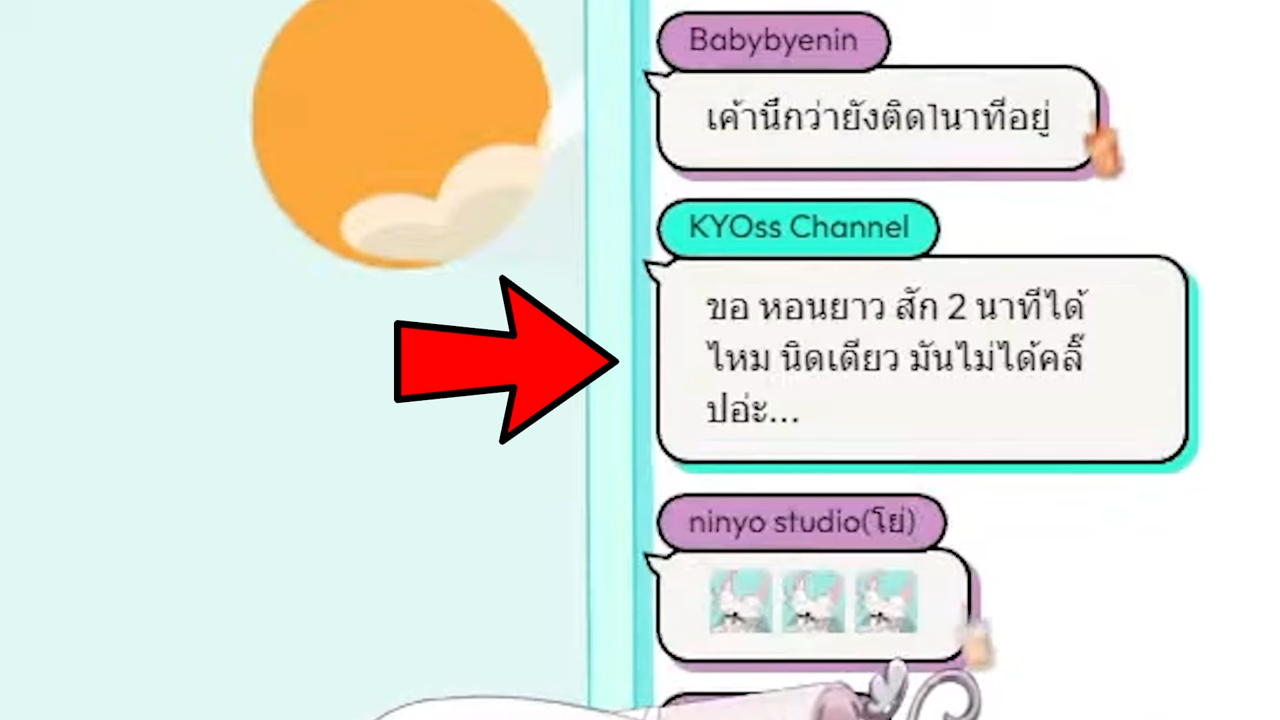 Babybyenin
เค้านึกว่ายังติด1นาทีอยู่
KYOss Channel
ขอ หอนยาว สัก 2 นาทีได้
ไหม นิดเดียว มันไม่ได้คลิ๊
ปอ่ะ...
ninyo studio(โย่)